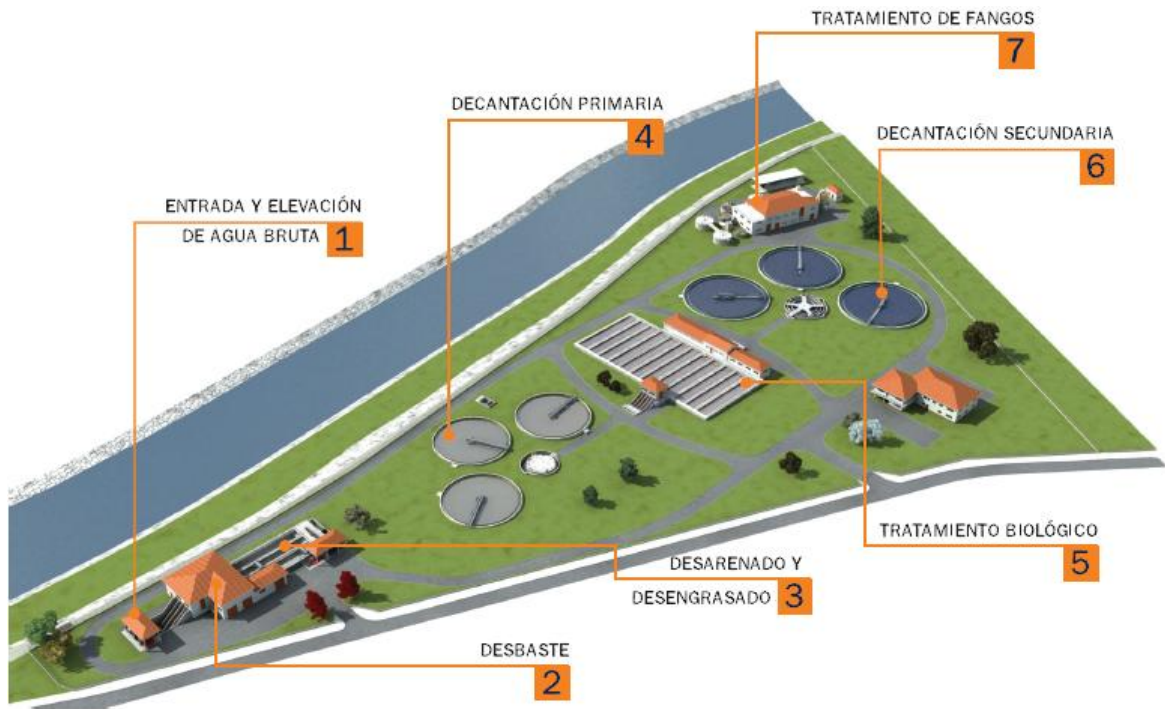 TRATAMIENTO DE FANGOS
7
DECANTACIÓN PRIMARIA
4
DECANTACIÓN SECUNDARIA
6
ENTRADA Y ELEVACIÓN
DE AGUA BRUTA 1
TRATAMIENTO BIOLÓGICO
5
DESARENADO Y
DESENGRASADO 3
DESBASTE
2